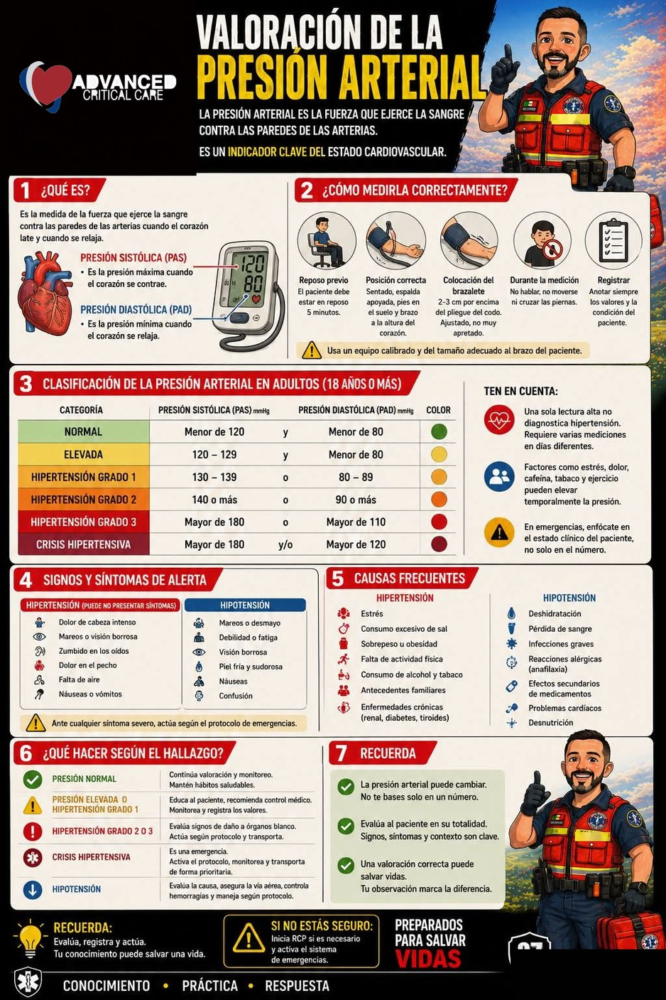 ADVANCED
CRITICAL CARE
VALORACIÓN DE LA
PRESIÓN ARTERIAL
LA PRESIÓN ARTERIAL ES LA FUERZA QUE EJERCE LA SANGRE
CONTRA LAS PAREDES DE LAS ARTERIAS.
ES UN INDICADOR CLAVE DEL ESTADO CARDIOVASCULAR.
1 ¿QUÉ ES?
Es la medida de la fuerza que ejerce la sangre
contra las paredes de las arterias cuando el corazón
late y cuando se relaja.
PRESIÓN SISTÓLICA (PAS)
• Es la presión máxima cuando
el corazón se contrae.
PRESIÓN DIASTÓLICA (PAD)
• Es la presión mínima cuando
el corazón se relaja.
120
80
2 ¿CÓMO MEDIRLA CORRECTAMENTE?
Reposo previo
El paciente debe
estar en reposo
5 minutos.
Posición correcta
Sentado, espalda
apoyada, pies en
el suelo y brazo
a la altura del
corazón.
Colocación del
brazalete
2-3 cm por encima
del pliegue del codo.
Ajustado, no muy
apretado.
Durante la medición
No hablar, no moverse
ni cruzar las piernas.
Registrar
Anotar siempre
los valores y la
condición del
paciente.
Usa un equipo calibrado y del tamaño adecuado al brazo del paciente.
3 CLASIFICACIÓN DE LA PRESIÓN ARTERIAL EN ADULTOS (18 AÑOS O MÁS)
CATEGORÍA PRESIÓN SISTÓLICA (PAS) mmHg PRESIÓN DIASTÓLICA (PAD) mmHg COLOR
NORMAL Menor de 120 y Menor de 80
ELEVADA 120 – 129 y Menor de 80
HIPERTENSIÓN GRADO 1 130 – 139 o 80 – 89
HIPERTENSIÓN GRADO 2 140 o más o 90 o más
HIPERTENSIÓN GRADO 3 Mayor de 180 o Mayor de 110
CRISIS HIPERTENSIVA Mayor de 180 y/o Mayor de 120
TEN EN CUENTA:
Una sola lectura alta no
diagnostica hipertensión.
Requiere varias mediciones
en días diferentes.
Factores como estrés, dolor,
cafeína, tabaco y ejercicio
pueden elevar
temporalmente la presión.
En emergencias, enfócate en
el estado clínico del paciente,
no solo en el número.
4 SIGNOS Y SÍNTOMAS DE ALERTA
HIPERTENSIÓN (PUEDE NO PRESENTAR SÍNTOMAS)
Dolor de cabeza intenso
Mareos o visión borrosa
Zumbido en los oídos
Dolor en el pecho
Falta de aire
Náuseas o vómitos
HIPOTENSIÓN
Mareos o desmayo
Debilidad o fatiga
Visión borrosa
Piel fría y sudorosa
Náuseas
Confusión
Ante cualquier síntoma severo, actúa según el protocolo de emergencias.
5 CAUSAS FRECUENTES
HIPERTENSIÓN
Estrés
Consumo excesivo de sal
Sobrepeso u obesidad
Falta de actividad física
Consumo de alcohol y tabaco
Antecedentes familiares
Enfermedades crónicas
(renal, diabetes, tiroides)
HIPOTENSIÓN
Deshidratación
Pérdida de sangre
Infecciones graves
Reacciones alérgicas
(anafilaxia)
Efectos secundarios
de medicamentos
Problemas cardíacos
Desnutrición
6 ¿QUÉ HACER SEGÚN EL HALLAZGO?
PRESIÓN NORMAL
Continúa valoración y monitoreo.
Mantén hábitos saludables.
PRESIÓN ELEVADA O
HIPERTENSIÓN GRADO 1
Educa al paciente, recomienda control médico.
Monitorea y registra los valores.
HIPERTENSIÓN GRADO 2 O 3
Evalúa signos de daño a órganos blanco.
Actúa según protocolo y transporta.
CRISIS HIPERTENSIVA
Es una emergencia.
Activa el protocolo, monitorea y transporta
de forma prioritaria.
HIPOTENSIÓN
Evalúa la causa, asegura la vía aérea, controla
hemorragias y maneja según protocolo.
7 RECUERDA
La presión arterial puede cambiar.
No te bases solo en un número.
Evalúa al paciente en su totalidad.
Signos, síntomas y contexto son clave.
Una valoración correcta puede
salvar vidas.
Tu observación marca la diferencia.
RECUERDA:
Evalúa, registra y actúa.
Tu conocimiento puede salvar una vida.
SI NO ESTÁS SEGURO:
Inicia RCP si es necesario
y activa el sistema
de emergencias.
PREPARADOS
PARA SALVAR
VIDAS
CONOCIMIENTO • PRÁCTICA • RESPUESTA